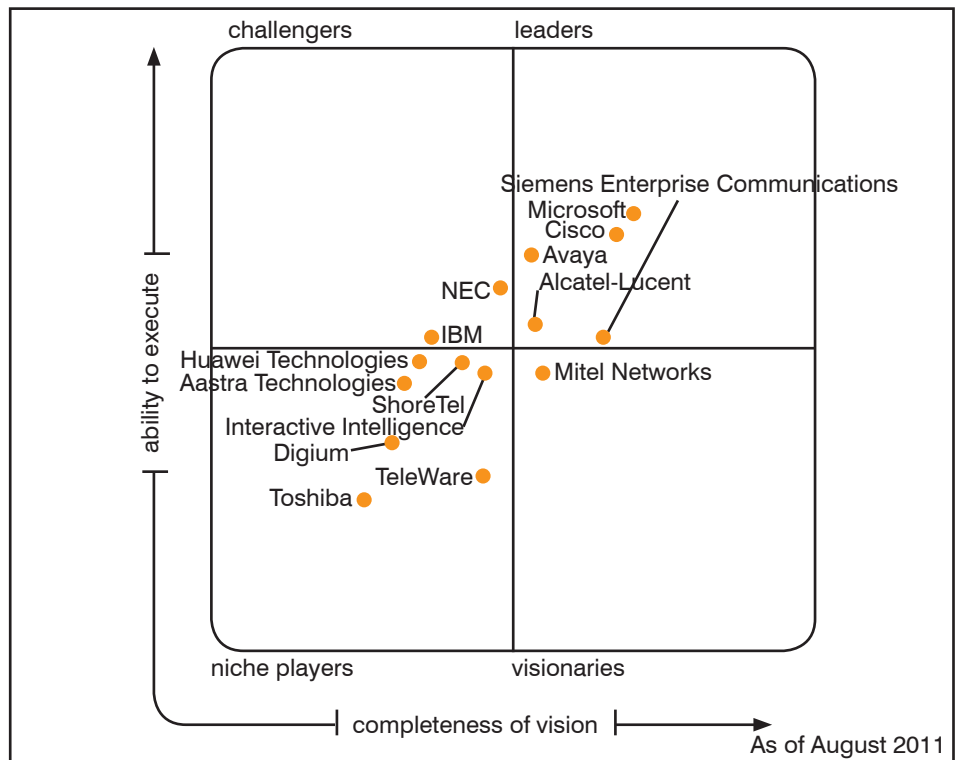 challengers
leaders
Siemens Enterprise Communications
Microsoft
Cisco
Avaya
Alcatel-Lucent
NEC
IBM
Huawei Technologies
Aastra Technologies
Mitel Networks
ShoreTel
Interactive Intelligence
Digium
TeleWare
Toshiba
ability to execute
niche players
visionaries
completeness of vision
As of August 2011